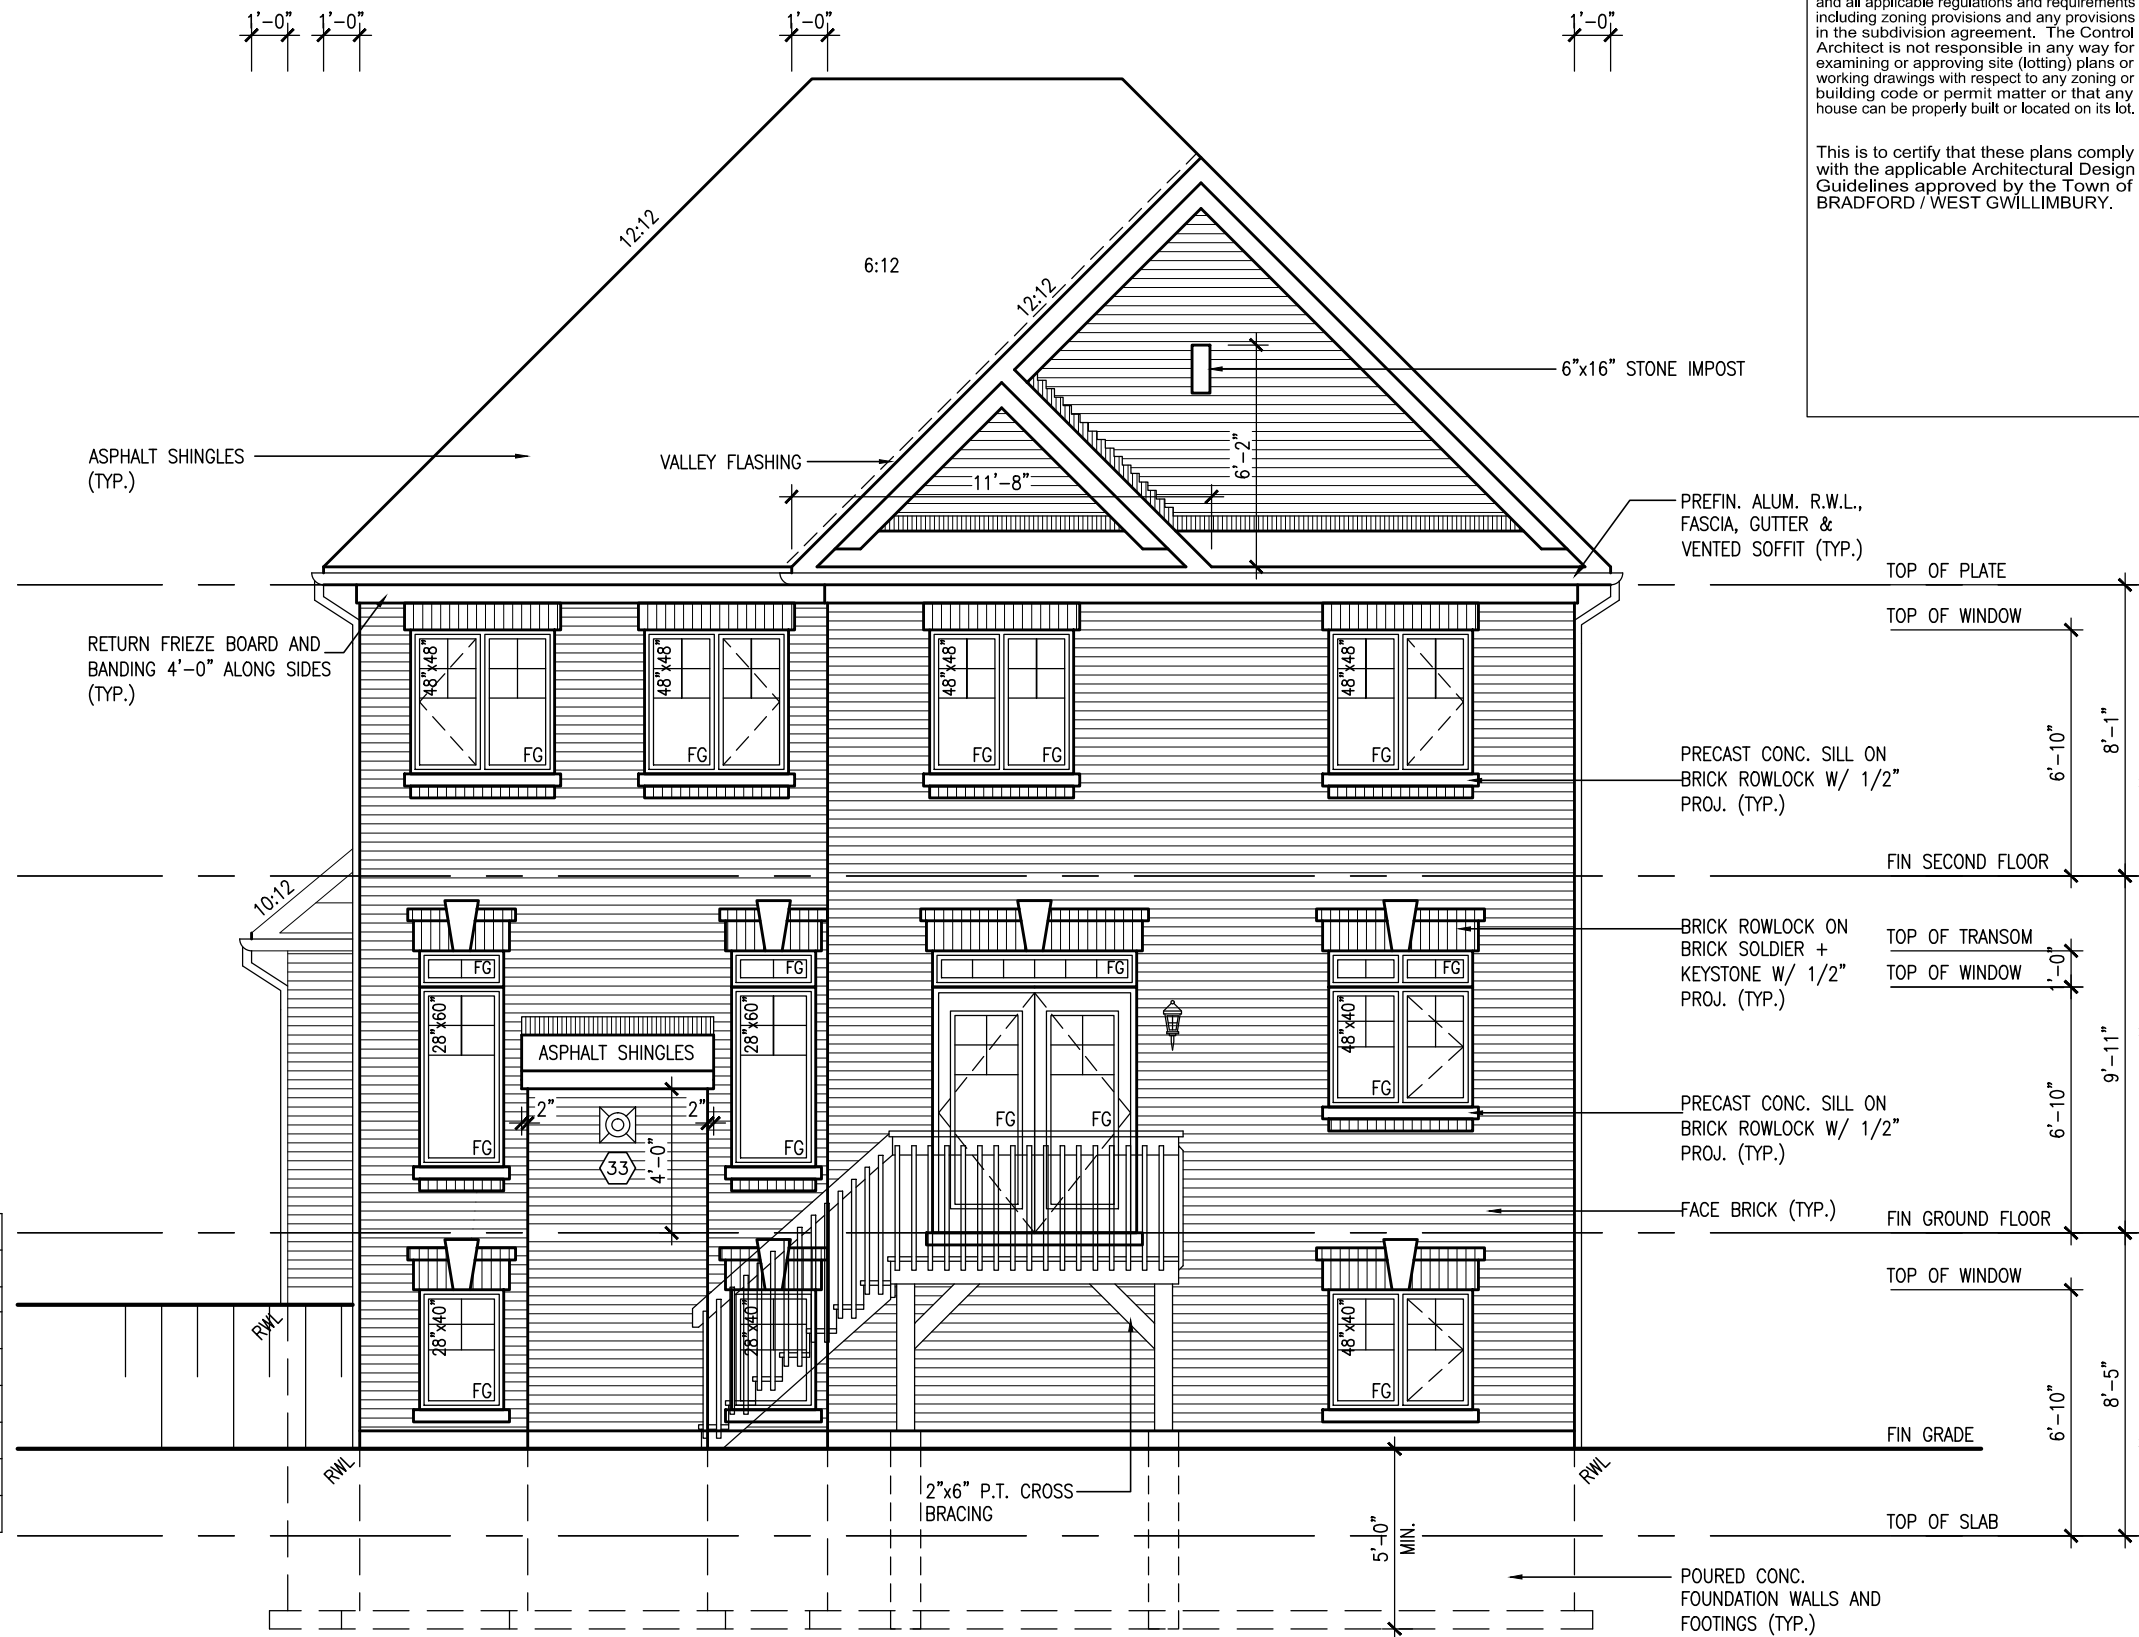 1'-0"
1'-0"
1'-0"
1'-0"
and all applicable regulations and requirements
including zoning provisions and any provisions
in the subdivision agreement. The Control
Architect is not responsible in any way for
examining or approving site (lotting) plans or
working drawings with respect to any zoning or
building code or permit matter or that any
house can be properly built or located on its lot.
This is to certify that these plans comply
with the applicable Architectural Design
Guidelines approved by the Town of
BRADFORD / WEST GWILLIMBURY.
12:12
6:12
12:12
6"x16" STONE IMPOST
ASPHALT SHINGLES
(TYP.)
VALLEY FLASHING
11'-8"
6'-2"
PREFIN. ALUM. R.W.L.,
FASCIA, GUTTER &
VENTED SOFFIT (TYP.)
TOP OF PLATE
TOP OF WINDOW
RETURN FRIEZE BOARD AND
BANDING 4'-0" ALONG SIDES
(TYP.)
48"x48"
FG
48"x48"
FG
48"x48"
FG
FG
48"x48"
FG
6'-10"
8'-1"
PRECAST CONC. SILL ON
BRICK ROWLOCK W/ 1/2"
PROJ. (TYP.)
FIN SECOND FLOOR
10:12
BRICK ROWLOCK ON
BRICK SOLDIER +
KEYSTONE W/ 1/2"
PROJ. (TYP.)
TOP OF TRANSOM
TOP OF WINDOW
1'-0"
FG
FG
FG
FG
28"x60"
FG
28"x60"
FG
48"x40"
FG
FG
FG
ASPHALT SHINGLES
2"
2"
33
4'-0"
6'-10"
9'-11"
PRECAST CONC. SILL ON
BRICK ROWLOCK W/ 1/2"
PROJ. (TYP.)
FACE BRICK (TYP.)
FIN GROUND FLOOR
TOP OF WINDOW
28"x40"
FG
28"x40"
FG
48"x40"
FG
6'-10"
8'-5"
RWL
FIN GRADE
RWL
RWL
2"x6" P.T. CROSS
BRACING
5'-0"
MIN.
TOP OF SLAB
POURED CONC.
FOUNDATION WALLS AND
FOOTINGS (TYP.)